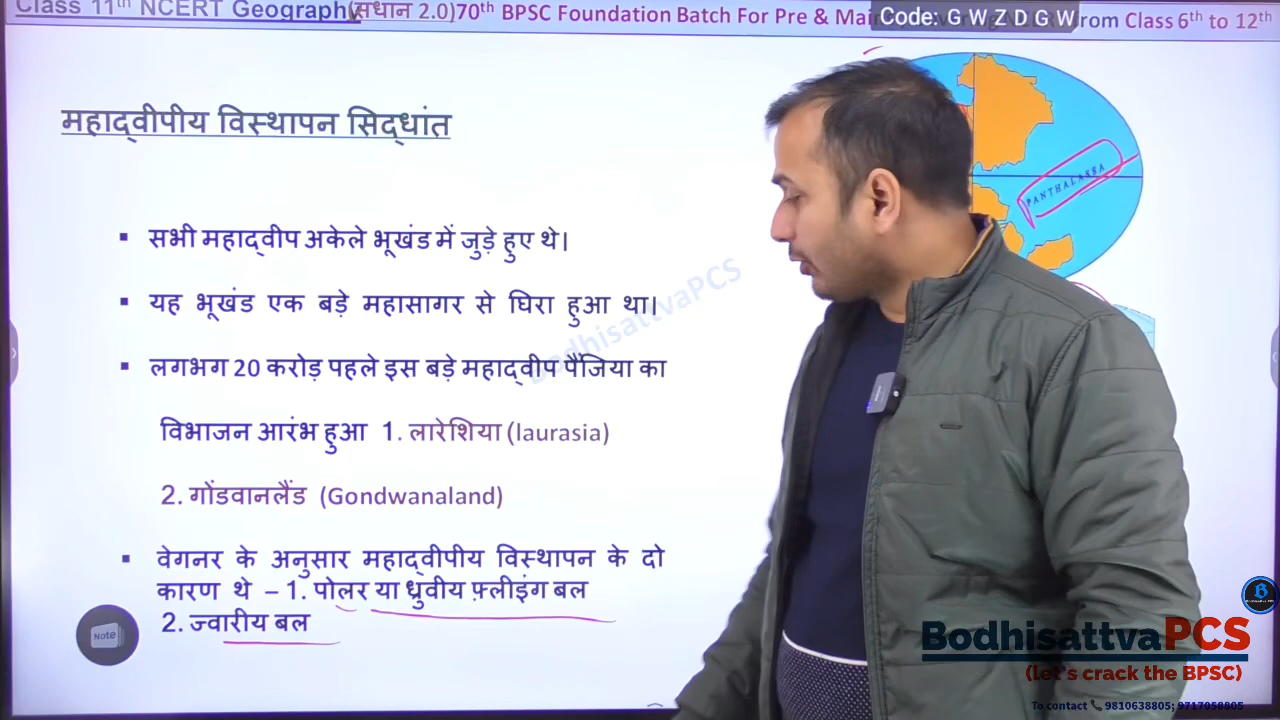 Class 11th NCERT Geography(सधान 2.0)70th BPSC Foundation Batch For Pre & Mai
rom Class 6th to 12th
Code: G W Z D G W
महाद्वीपीय विस्थापन सिद्धांत
PANTHALASSA
▪ सभी महाद्वीप अकेले भूखंड में जुड़े हुए थे।
▪ यह भूखंड एक बड़े महासागर से घिरा हुआ था।
BodhisattvaPCS
▪ लगभग 20 करोड़ पहले इस बड़े महाद्वीप पैंजिया का
विभाजन आरंभ हुआ 1. लारेशिया (laurasia)
2. गोंडवानलैंड (Gondwanaland)
▪ वेगनर के अनुसार महाद्वीपीय विस्थापन के दो
कारण थे – 1. पोलर या ध्रुवीय फ़्लीइंग बल
2. ज्वारीय बल
Note
BodhisattvaPCS
(let's crack the BPSC)
To contact 📞 9810638805; 9717058805